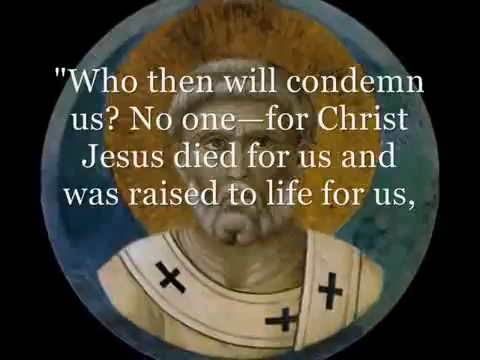 "Who then will condemn
us? No one—for Christ
Jesus died for us and
was raised to life for us,